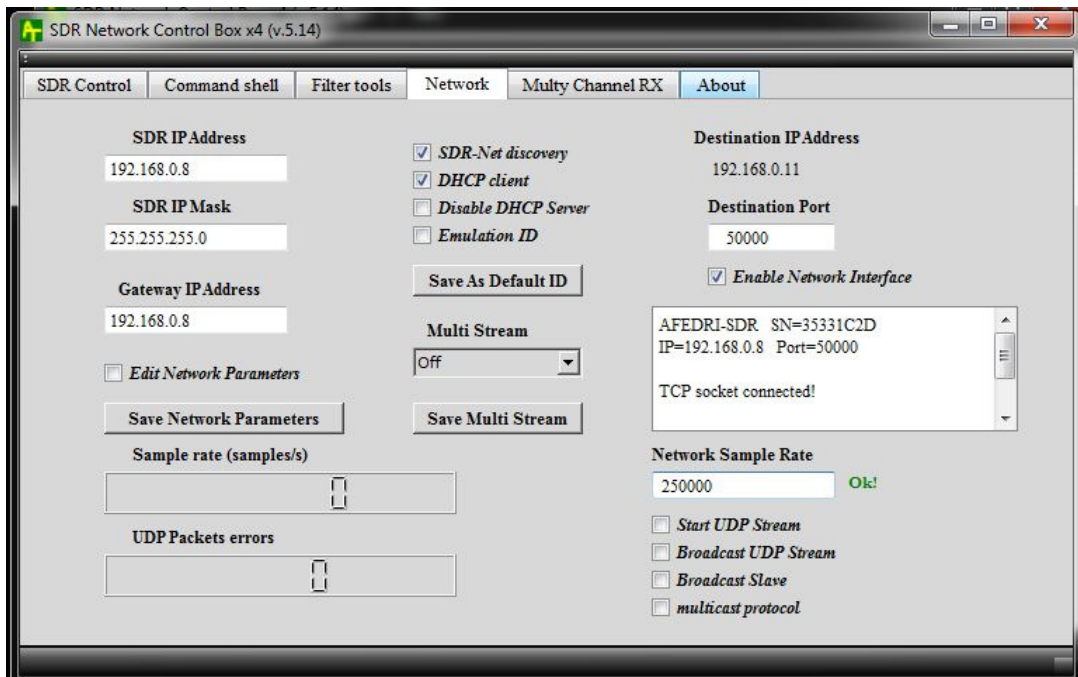 SDR Network Control Box x4 (v.5.14)
SDR Control
Command shell
Filter tools
Network
Multy Channel RX
About
SDR IP Address
192.168.0.8
SDR IP Mask
255.255.255.0
Gateway IP Address
192.168.0.8
Edit Network Parameters
Save Network Parameters
Sample rate (samples/s)
0
UDP Packets errors
0
SDR-Net discovery
DHCP client
Disable DHCP Server
Emulation ID
Save As Default ID
Multi Stream
Off
Save Multi Stream
Destination IP Address
192.168.0.11
Destination Port
50000
Enable Network Interface
AFEDRI-SDR SN=35331C2D
IP=192.168.0.8 Port=50000
TCP socket connected!
Network Sample Rate
250000 Ok!
Start UDP Stream
Broadcast UDP Stream
Broadcast Slave
multicast protocol